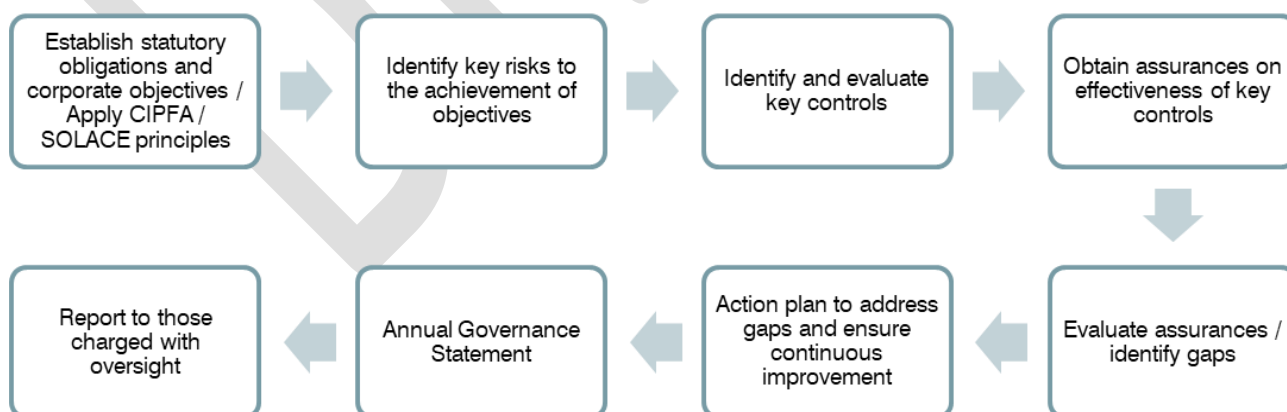 Establish statutory
obligations and
corporate objectives /
Apply CIPFA /
SOLACE principles
Identify key risks to
the achievement of
objectives
Identify and evaluate
key controls
Obtain assurances on
effectiveness of key
controls
Evaluate assurances /
identify gaps
Action plan to address
gaps and ensure
continuous
improvement
Annual Governance
Statement
Report to those
charged with
oversight